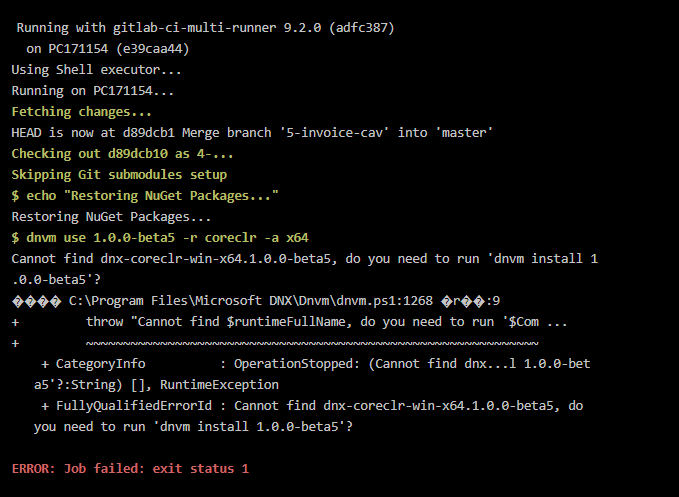 Running with gitlab-ci-multi-runner 9.2.0 (adfc387)
on PC171154 (e39caa44)
Using Shell executor...
Running on PC171154...
Fetching changes...
HEAD is now at d89dcb1 Merge branch '5-invoice-cav' into 'master'
Checking out d89dcb10 as 4-...
Skipping Git submodules setup
$ echo "Restoring NuGet Packages..."
Restoring NuGet Packages...
$ dnvm use 1.0.0-beta5 -r coreclr -a x64
Cannot find dnx-coreclr-win-x64.1.0.0-beta5, do you need to run 'dnvm install 1
.0.0-beta5'?
���� C:\Program Files\Microsoft DNX\Dnvm\dnvm.ps1:1268 �r��:9
+ throw "Cannot find $runtimeFullName, do you need to run '$Com ...
+ ~~~~~~~~~~~~~~~~~~~~~~~~~~~~~~~~~~~~~~~~~~~~~~~~~~~~~~~~~~~~~
+ CategoryInfo : OperationStopped: (Cannot find dnx...l 1.0.0-bet
a5'?:String) [], RuntimeException
+ FullyQualifiedErrorId : Cannot find dnx-coreclr-win-x64.1.0.0-beta5, do
you need to run 'dnvm install 1.0.0-beta5'?
ERROR: Job failed: exit status 1